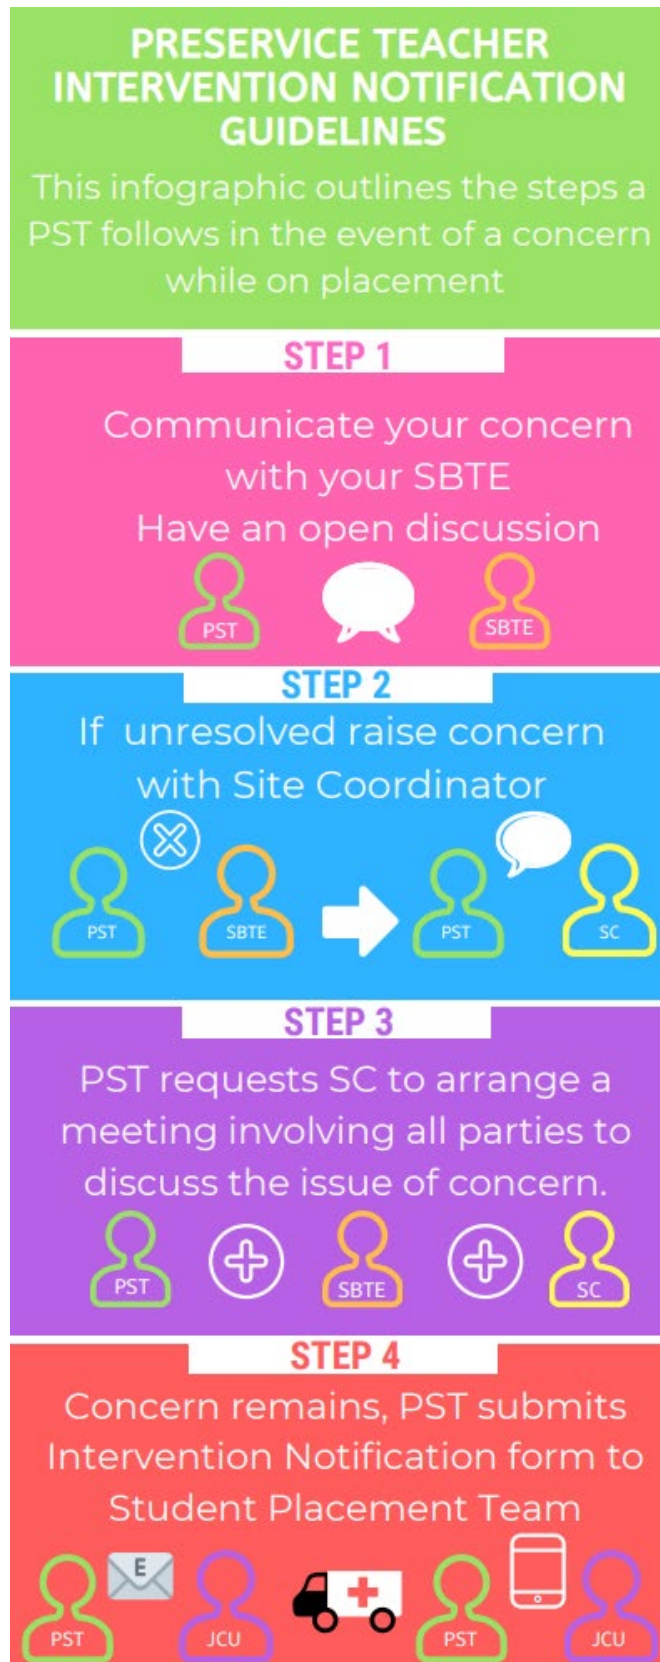 PRESERVICE TEACHER
INTERVENTION NOTIFICATION
GUIDELINES
This infographic outlines the steps a
PST follows in the event of a concern
while on placement
STEP 1
Communicate your concern
with your SBTE
Have an open discussion
PST SBTE
STEP 2
If unresolved raise concern
with Site Coordinator
PST SBTE PST SC
STEP 3
PST requests SC to arrange a
meeting involving all parties to
discuss the issue of concern.
PST SBTE SC
STEP 4
Concern remains, PST submits
Intervention Notification form to
Student Placement Team
E
PST JCU PST JCU